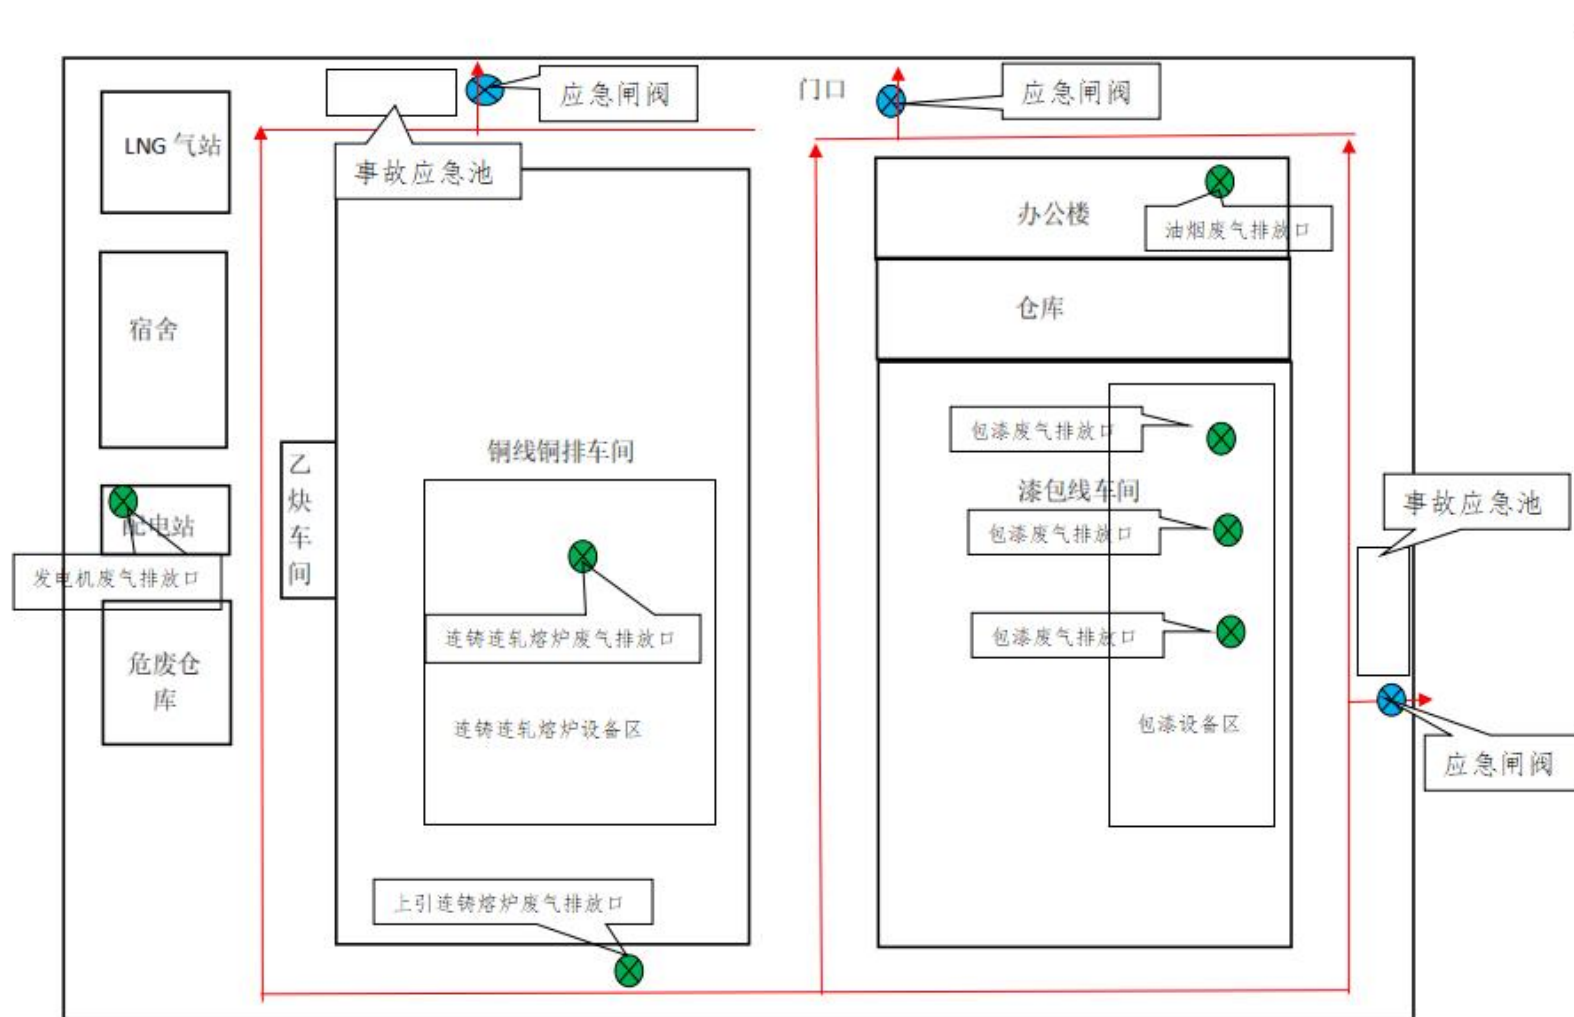 应急闸阀
门口
应急闸阀
LNG 气站
事故应急池
办公楼
油烟废气排放口
仓库
宿舍
包漆废气排放口
铜线铜排车间
乙
炔
车
间
漆包线车间
事故应急池
配电站
包漆废气排放口
发电机废气排放口
连铸连轧熔炉废气排放口
包漆废气排放口
危废仓
库
连铸连轧熔炉设备区
包漆设备区
应急闸阀
上引连铸熔炉废气排放口